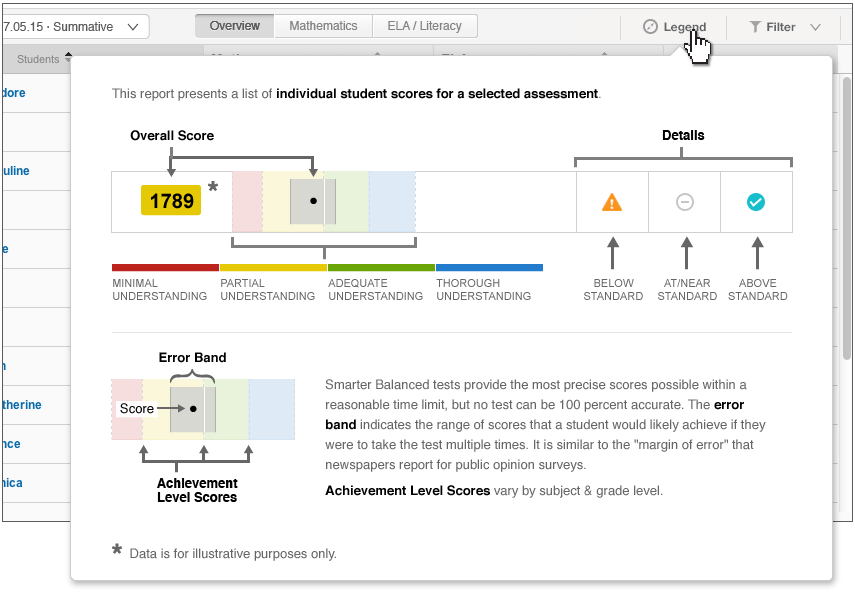 7.05.15 · Summative
Overview
Mathematics
ELA / Literacy
Legend
Filter
Students
dore
uline
e
n
therine
nce
nica
This report presents a list of individual student scores for a selected assessment.
Overall Score
Details
1789 *
MINIMAL
UNDERSTANDING
PARTIAL
UNDERSTANDING
ADEQUATE
UNDERSTANDING
THOROUGH
UNDERSTANDING
BELOW
STANDARD
AT/NEAR
STANDARD
ABOVE
STANDARD
Error Band
Score
Achievement
Level Scores
Smarter Balanced tests provide the most precise scores possible within a
reasonable time limit, but no test can be 100 percent accurate. The error
band indicates the range of scores that a student would likely achieve if they
were to take the test multiple times. It is similar to the "margin of error" that
newspapers report for public opinion surveys.
Achievement Level Scores vary by subject & grade level.
* Data is for illustrative purposes only.